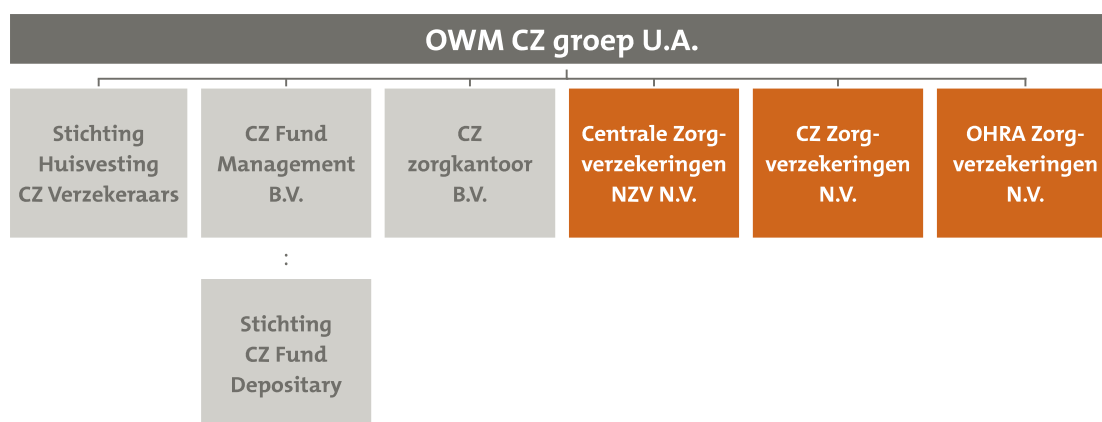 OWM CZ groep U.A.
Stichting
Huisvesting
CZ Verzekeraars
CZ Fund
Management
B.V.
CZ
zorgkantoor
B.V.
Centrale Zorg-
verzekeringen
NZV N.V.
CZ Zorg-
verzekeringen
N.V.
OHRA Zorg-
verzekeringen
N.V.
:
Stichting
CZ Fund
Depositary